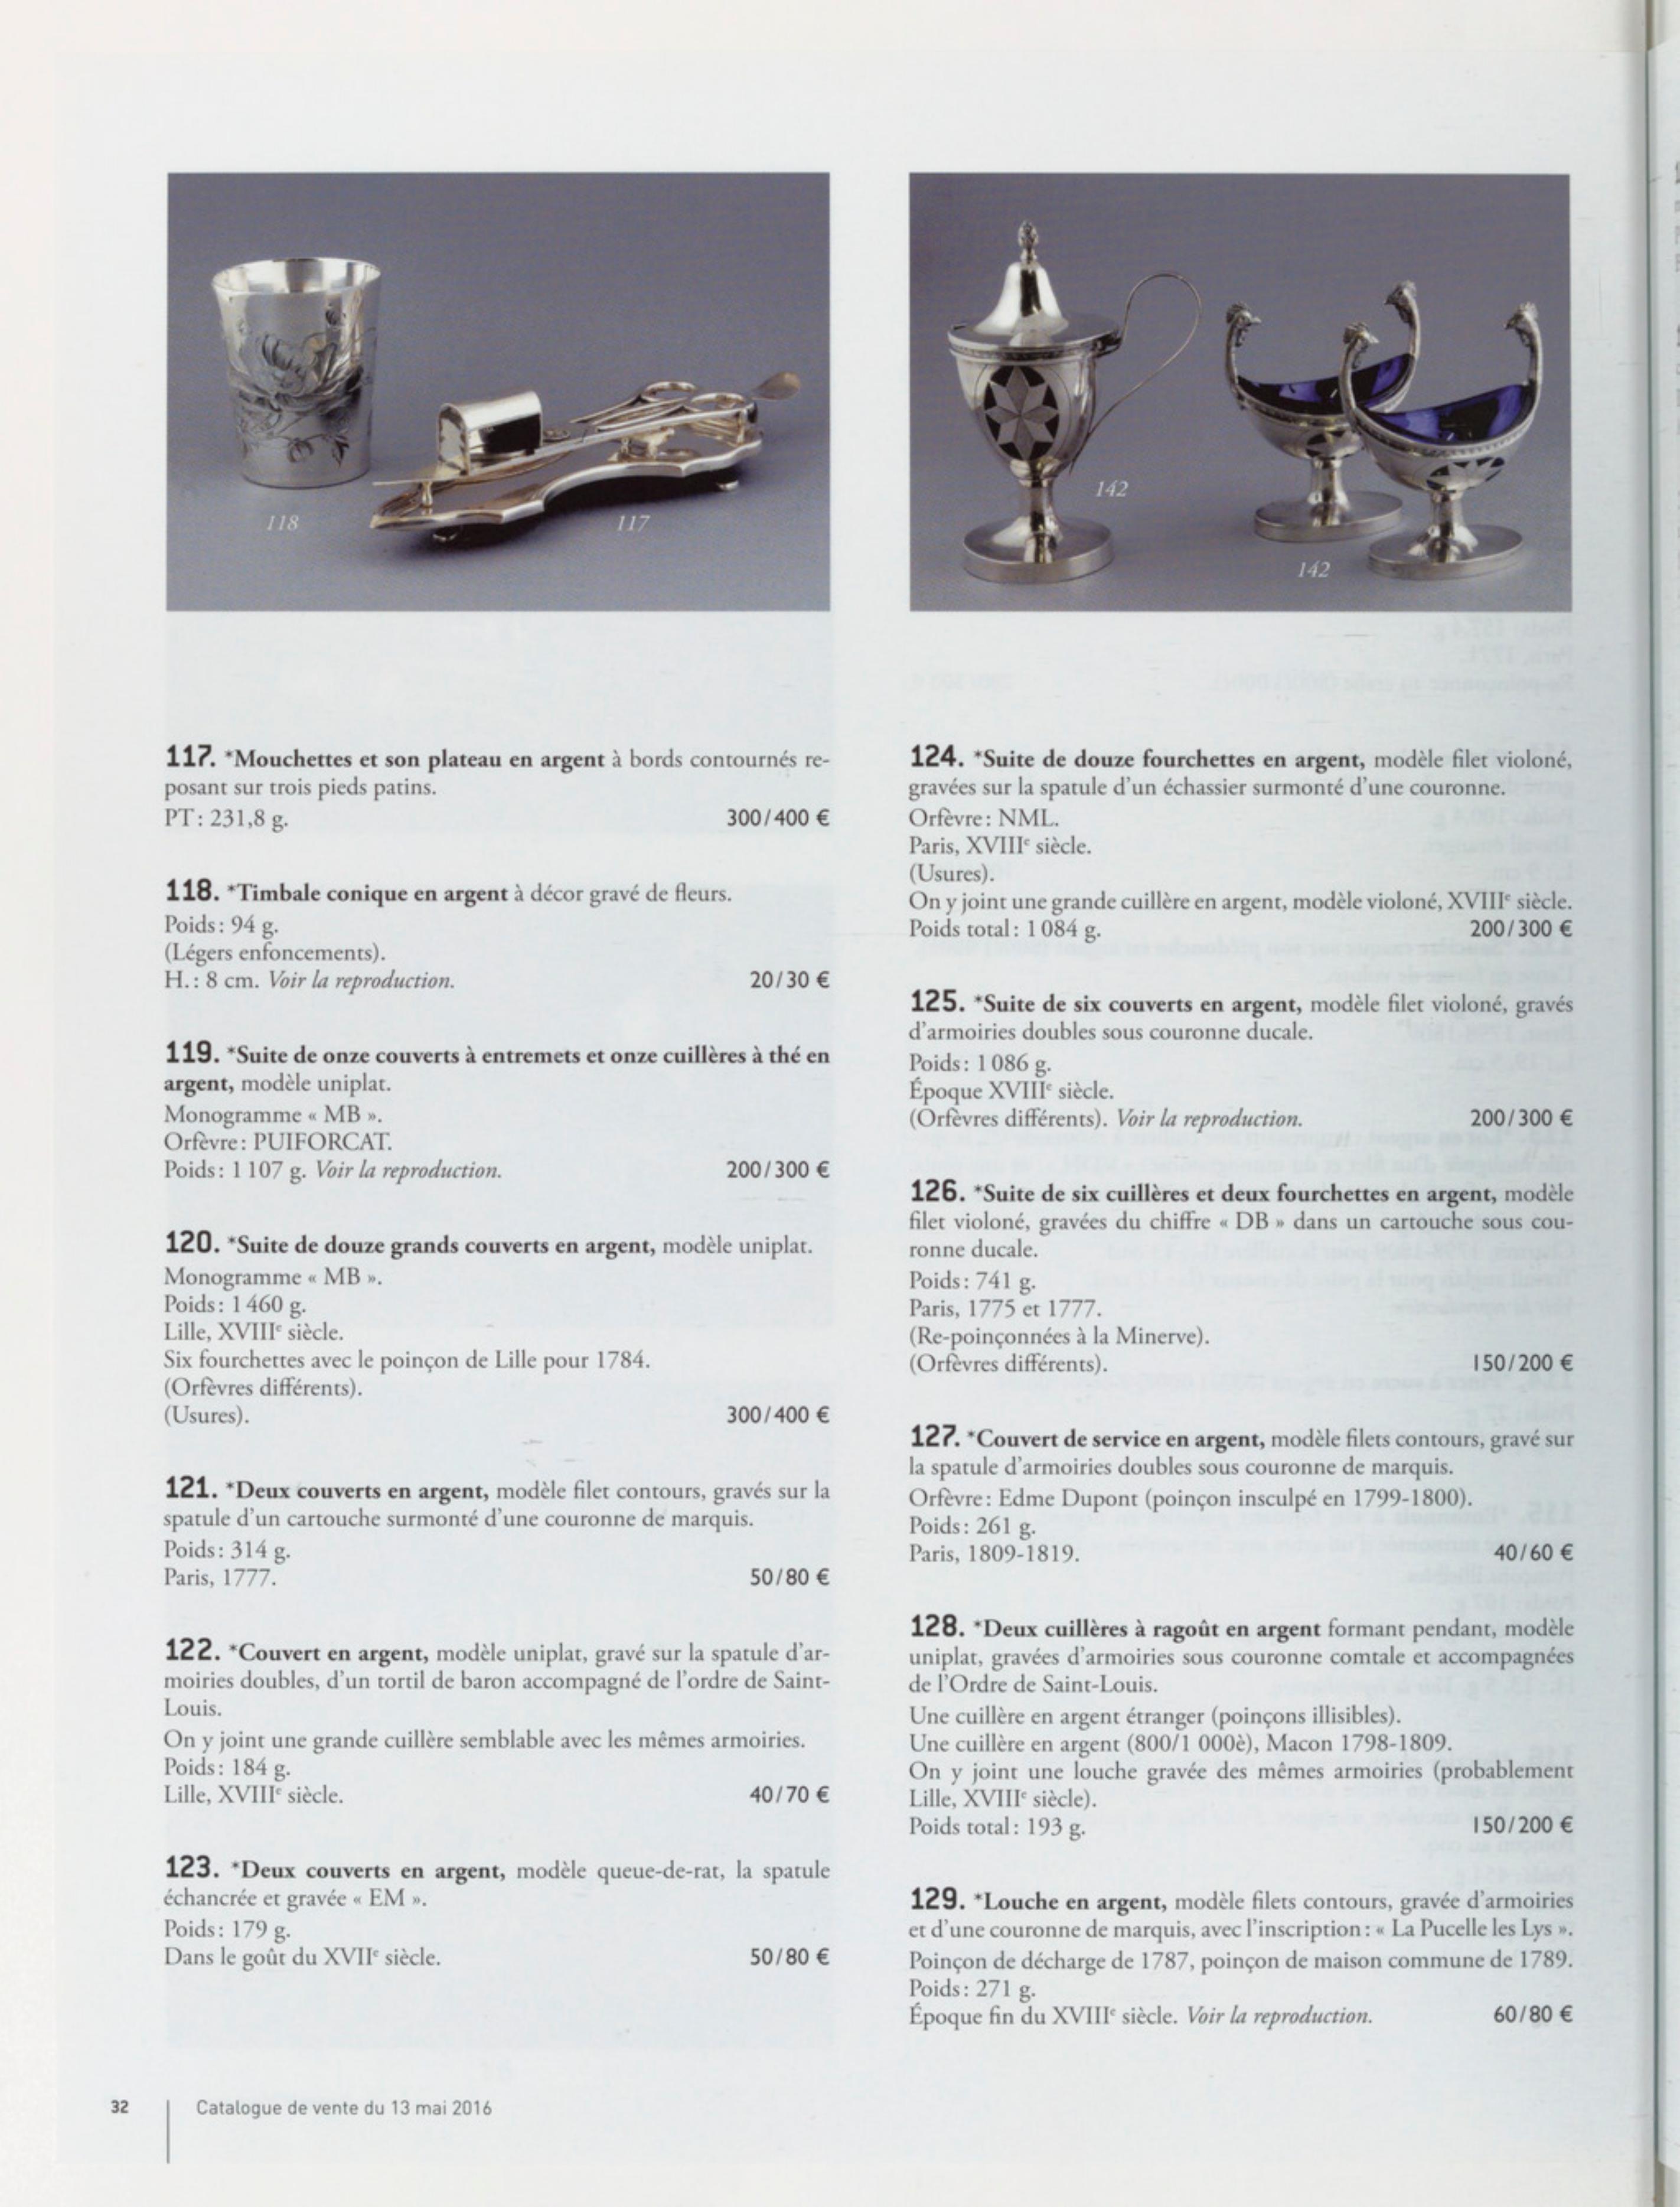 118
117
142
142
117. *Mouchettes et son plateau en argent à bords contournés re-
posant sur trois pieds patins.
PT : 231,8 g. 300/400 €
118. *Timbale conique en argent à décor gravé de fleurs.
Poids : 94 g.
(Légers enfoncements).
H. : 8 cm. Voir la reproduction. 20/30 €
119. *Suite de onze couverts à entremets et onze cuillères à thé en
argent, modèle uniplat.
Monogramme « MB ».
Orfèvre : PUIFORCAT.
Poids : 1 107 g. Voir la reproduction. 200/300 €
120. *Suite de douze grands couverts en argent, modèle uniplat.
Monogramme « MB ».
Poids : 1 460 g.
Lille, XVIIIe siècle.
Six fourchettes avec le poinçon de Lille pour 1784.
(Orfèvres différents).
(Usures). 300/400 €
121. *Deux couverts en argent, modèle filet contours, gravés sur la
spatule d'un cartouche surmonté d'une couronne de marquis.
Poids : 314 g.
Paris, 1777. 50/80 €
122. *Couvert en argent, modèle uniplat, gravé sur la spatule d'ar-
moiries doubles, d'un tortil de baron accompagné de l'ordre de Saint-
Louis.
On y joint une grande cuillère semblable avec les mêmes armoiries.
Poids : 184 g.
Lille, XVIIIe siècle. 40/70 €
123. *Deux couverts en argent, modèle queue-de-rat, la spatule
échancrée et gravée « EM ».
Poids : 179 g.
Dans le goût du XVIIe siècle. 50/80 €
124. *Suite de douze fourchettes en argent, modèle filet violoné,
gravées sur la spatule d'un échassier surmonté d'une couronne.
Orfèvre : NML.
Paris, XVIIIe siècle.
(Usures).
On y joint une grande cuillère en argent, modèle violoné, XVIIIe siècle.
Poids total : 1 084 g. 200/300 €
125. *Suite de six couverts en argent, modèle filet violoné, gravés
d'armoiries doubles sous couronne ducale.
Poids : 1 086 g.
Époque XVIIIe siècle.
(Orfèvres différents). Voir la reproduction. 200/300 €
126. *Suite de six cuillères et deux fourchettes en argent, modèle
filet violoné, gravées du chiffre « DB » dans un cartouche sous cou-
ronne ducale.
Poids : 741 g.
Paris, 1775 et 1777.
(Re-poinçonnées à la Minerve).
(Orfèvres différents). 150/200 €
127. *Couvert de service en argent, modèle filets contours, gravé sur
la spatule d'armoiries doubles sous couronne de marquis.
Orfèvre : Edme Dupont (poinçon insculpé en 1799-1800).
Poids : 261 g.
Paris, 1809-1819. 40/60 €
128. *Deux cuillères à ragoût en argent formant pendant, modèle
uniplat, gravées d'armoiries sous couronne comtale et accompagnées
de l'Ordre de Saint-Louis.
Une cuillère en argent étranger (poinçons illisibles).
Une cuillère en argent (800/1 000è), Macon 1798-1809.
On y joint une louche gravée des mêmes armoiries (probablement
Lille, XVIIIe siècle).
Poids total : 193 g. 150/200 €
129. *Louche en argent, modèle filets contours, gravée d'armoiries
et d'une couronne de marquis, avec l'inscription : « La Pucelle les Lys ».
Poinçon de décharge de 1787, poinçon de maison commune de 1789.
Poids : 271 g.
Époque fin du XVIIIe siècle. Voir la reproduction. 60/80 €
32 Catalogue de vente du 13 mai 2016